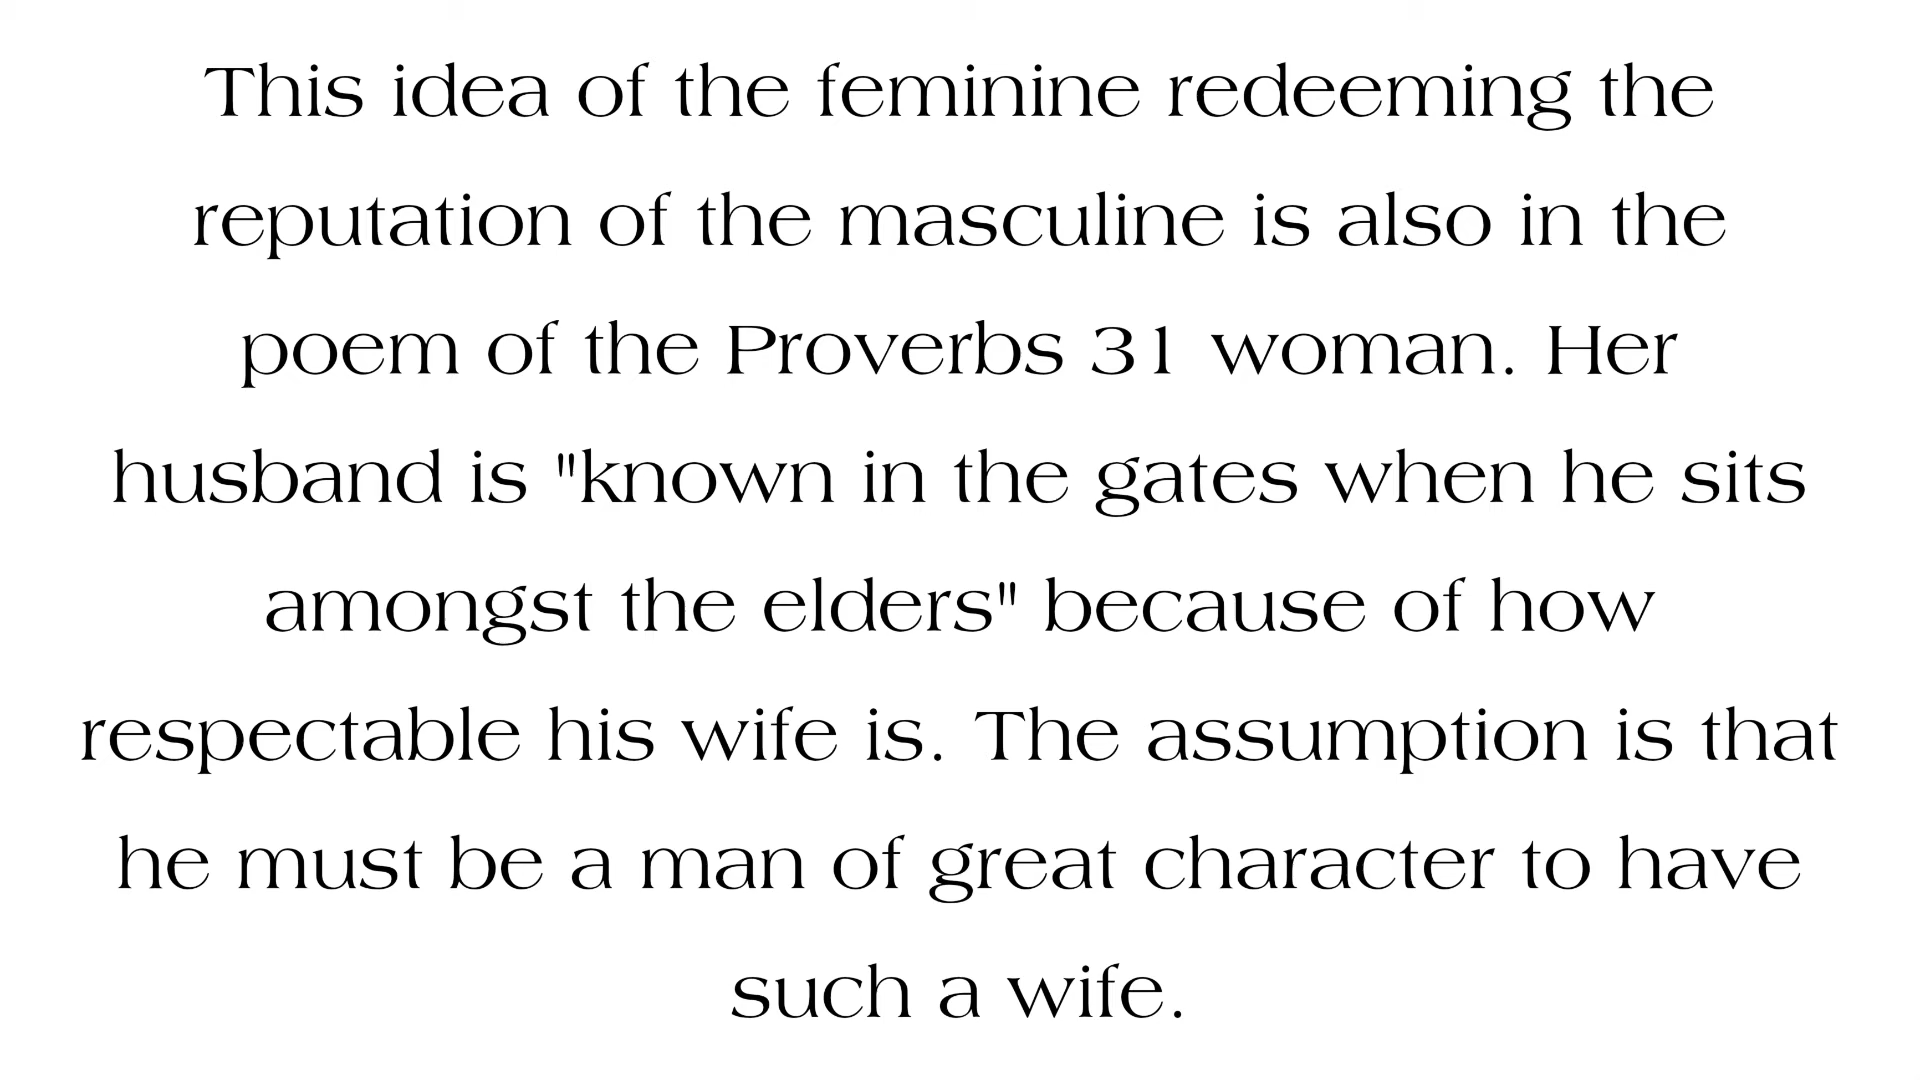 This idea of the feminine redeeming the
reputation of the masculine is also in the
poem of the Proverbs 31 woman. Her
husband is "known in the gates when he sits
amongst the elders" because of how
respectable his wife is. The assumption is that
he must be a man of great character to have
such a wife.